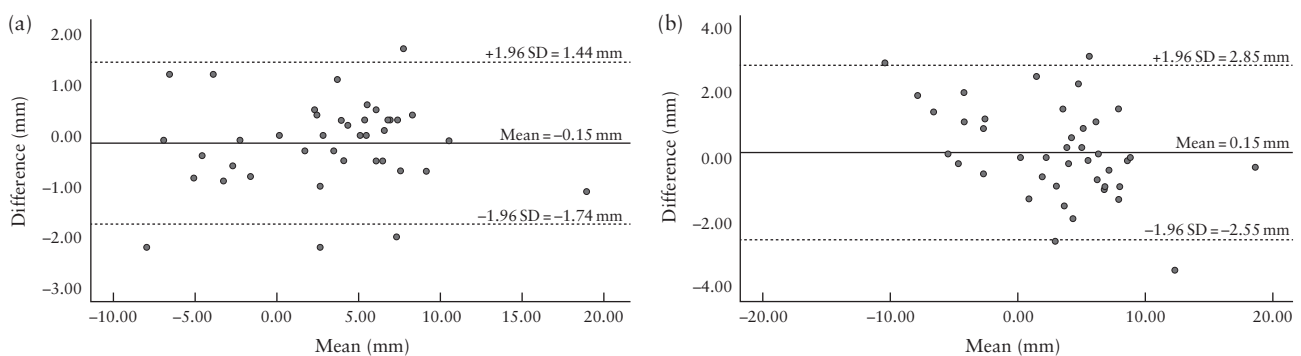 (a)
2.00
1.00
0.00
−1.00
−2.00
−3.00
Difference (mm)
+1.96 SD = 1.44 mm
Mean = −0.15 mm
−1.96 SD = −1.74 mm
−10.00 −5.00 0.00 5.00 10.00 15.00 20.00
Mean (mm)
(b)
4.00
2.00
0.00
−2.00
−4.00
Difference (mm)
+1.96 SD = 2.85 mm
Mean = 0.15 mm
−1.96 SD = −2.55 mm
−20.00 −10.00 0.00 10.00 20.00
Mean (mm)